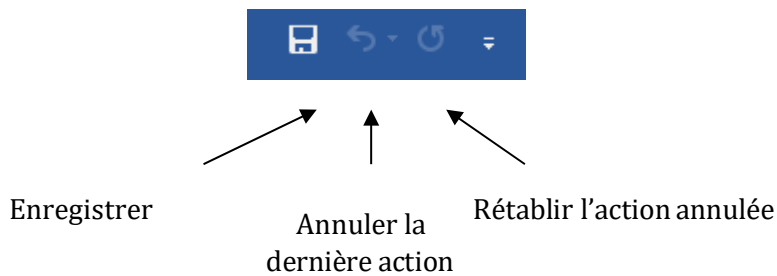 Enregistrer
Annuler la
dernière action
Rétablir l’action annulée